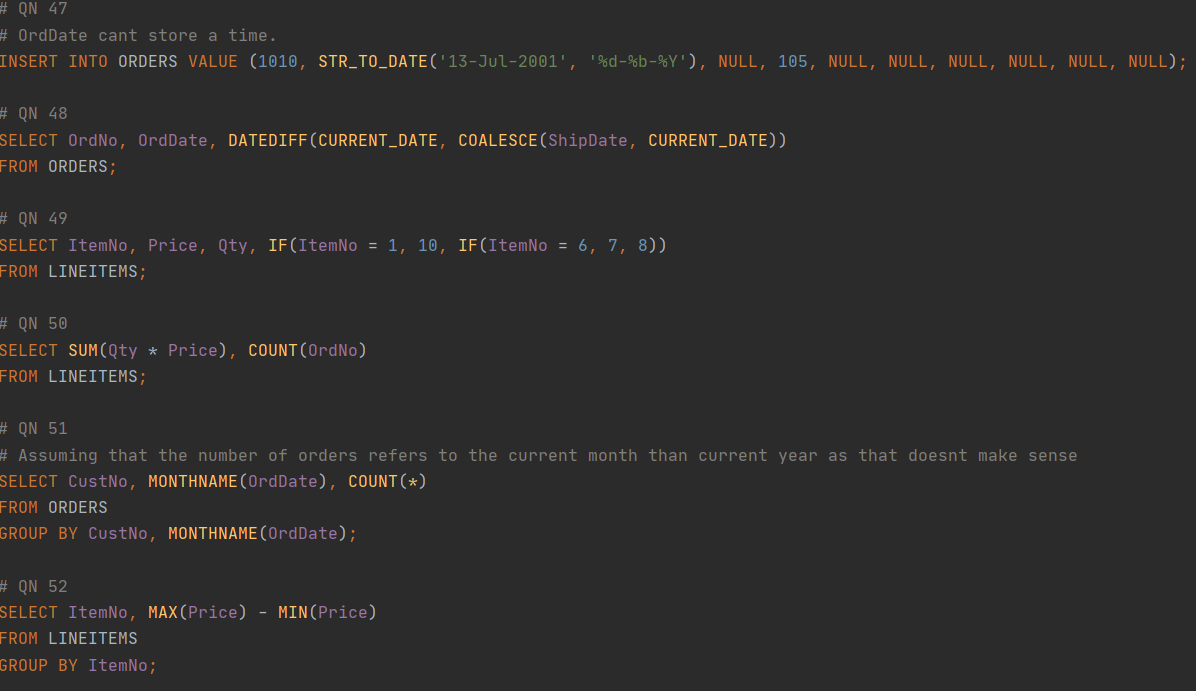 # QN 47
# OrdDate cant store a time.
INSERT INTO ORDERS VALUE (1010, STR_TO_DATE('13-Jul-2001', '%d-%b-%Y'), NULL, 105, NULL, NULL, NULL, NULL, NULL, NULL);
# QN 48
SELECT OrdNo, OrdDate, DATEDIFF(CURRENT_DATE, COALESCE(ShipDate, CURRENT_DATE))
FROM ORDERS;
# QN 49
SELECT ItemNo, Price, Qty, IF(ItemNo = 1, 10, IF(ItemNo = 6, 7, 8))
FROM LINEITEMS;
# QN 50
SELECT SUM(Qty * Price), COUNT(OrdNo)
FROM LINEITEMS;
# QN 51
# Assuming that the number of orders refers to the current month than current year as that doesnt make sense
SELECT CustNo, MONTHNAME(OrdDate), COUNT(*)
FROM ORDERS
GROUP BY CustNo, MONTHNAME(OrdDate);
# QN 52
SELECT ItemNo, MAX(Price) - MIN(Price)
FROM LINEITEMS
GROUP BY ItemNo;